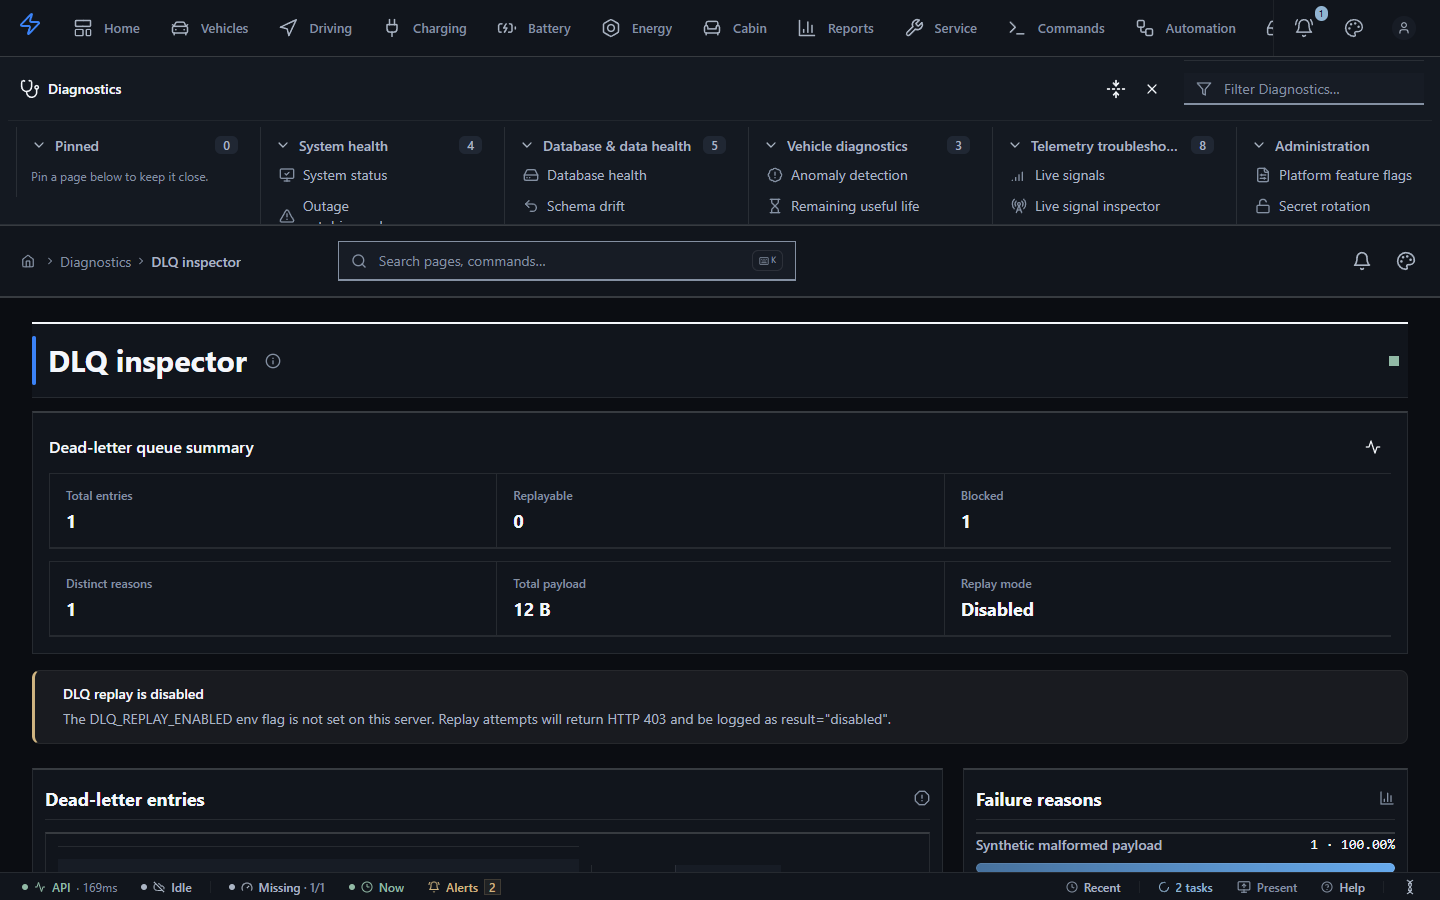 Home Vehicles Driving Charging Battery Energy Cabin Reports Service Commands Automation 1
Diagnostics Filter Diagnostics...
Pinned 0 System health 4 Database & data health 5 Vehicle diagnostics 3 Telemetry troublesho... 8 Administration
Pin a page below to keep it close. System status Database health Anomaly detection Live signals Platform feature flags
Outage Schema drift Remaining useful life Live signal inspector Secret rotation
Diagnostics DLQ inspector Search pages, commands... K
DLQ inspector
Dead-letter queue summary
Total entries Replayable Blocked
1 0 1
Distinct reasons Total payload Replay mode
1 12 B Disabled
DLQ replay is disabled
The DLQ_REPLAY_ENABLED env flag is not set on this server. Replay attempts will return HTTP 403 and be logged as result="disabled".
Dead-letter entries Failure reasons
Synthetic malformed payload 1 · 100.00%
API · 169ms Idle Missing · 1/1 Now Alerts 2 Recent 2 tasks Present Help